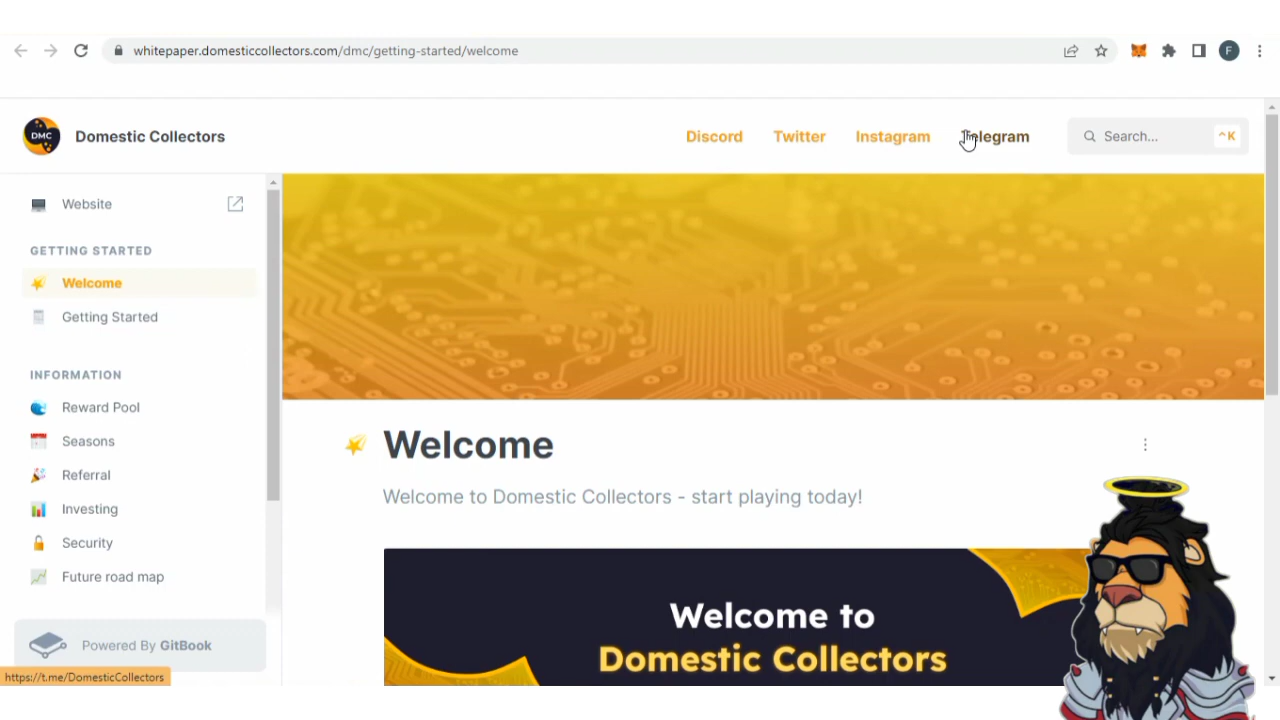 whitepaper.domesticcollectors.com/dmc/getting-started/welcome
F
DMC
Domestic Collectors
Discord
Twitter
Instagram
Telegram
Search...
^K
Website
GETTING STARTED
Welcome
Getting Started
INFORMATION
Reward Pool
Seasons
Referral
Investing
Security
Future road map
Powered By GitBook
https://t.me/DomesticCollectors
Welcome
Welcome to Domestic Collectors - start playing today!
Welcome to
Domestic Collectors